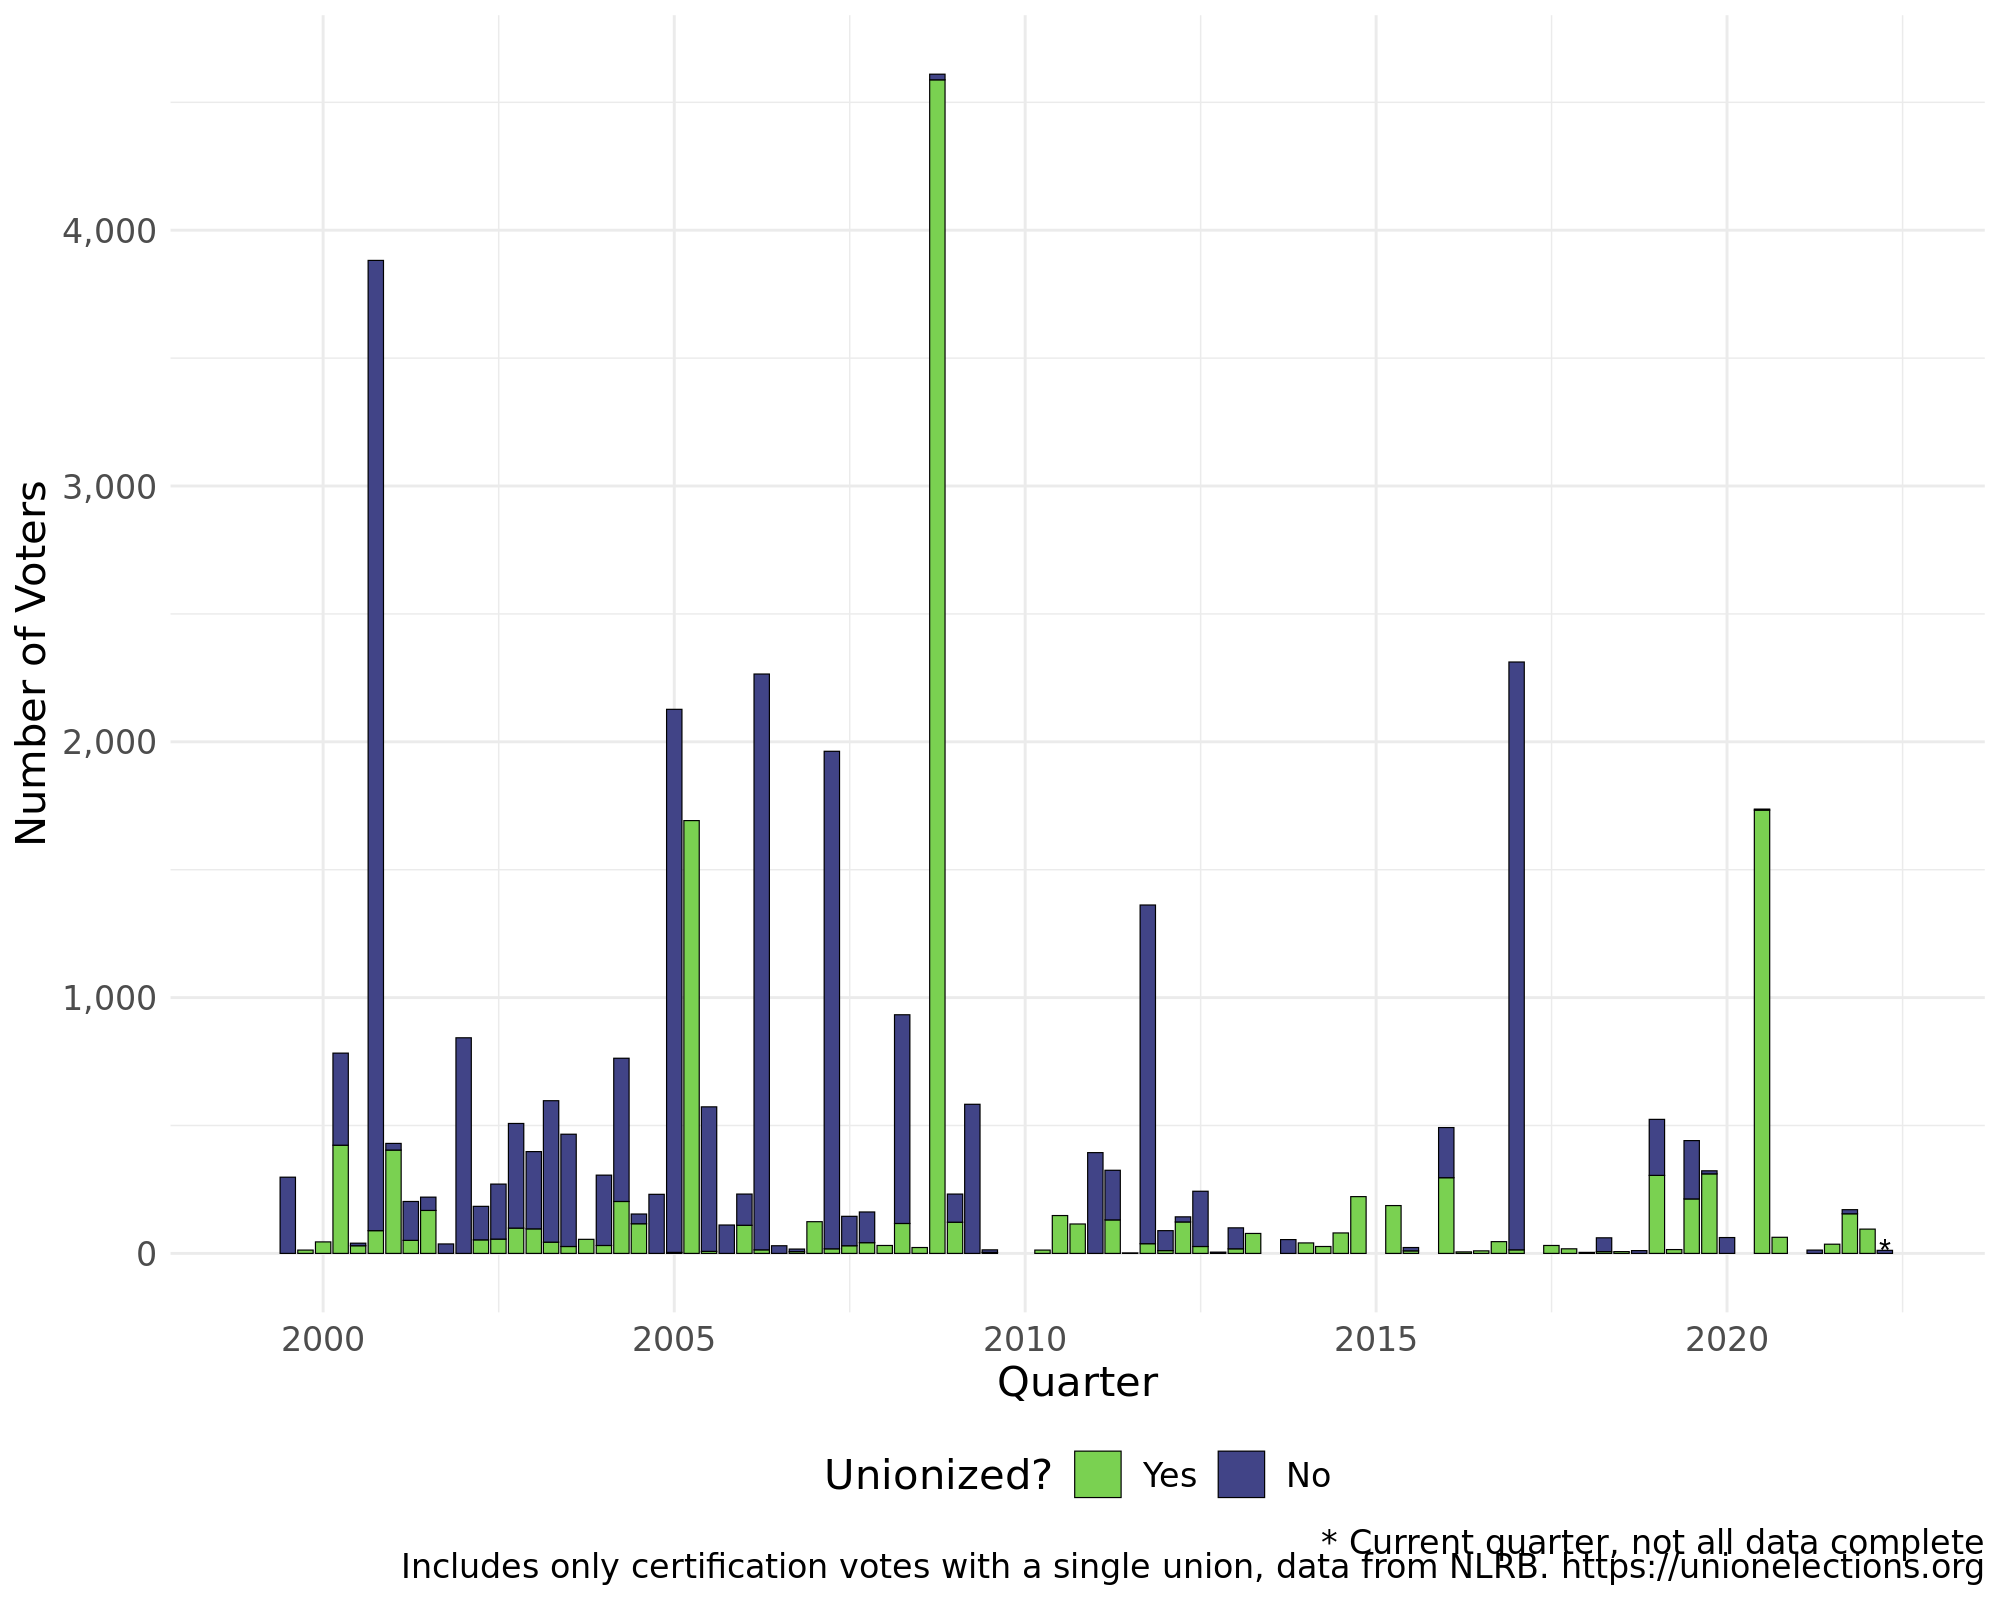 Number of Voters
4,000
3,000
2,000
1,000
0
*
2000 2005 2010 2015 2020
Quarter
Unionized? Yes No
* Current quarter, not all data complete
Includes only certification votes with a single union, data from NLRB. https://unionelections.org